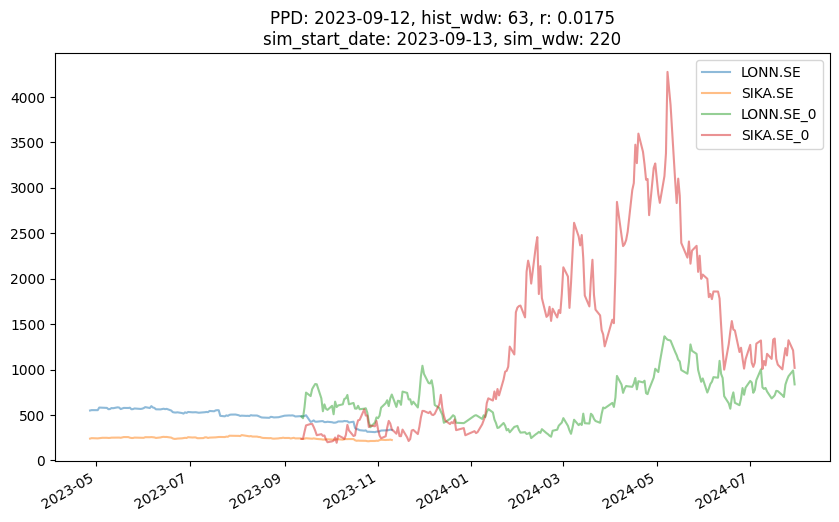 PPD: 2023-09-12, hist_wdw: 63, r: 0.0175
sim_start_date: 2023-09-13, sim_wdw: 220
LONN.SE
SIKA.SE
LONN.SE_0
SIKA.SE_0
4000
3500
3000
2500
2000
1500
1000
500
0
2023-05
2023-07
2023-09
2023-11
2024-01
2024-03
2024-05
2024-07